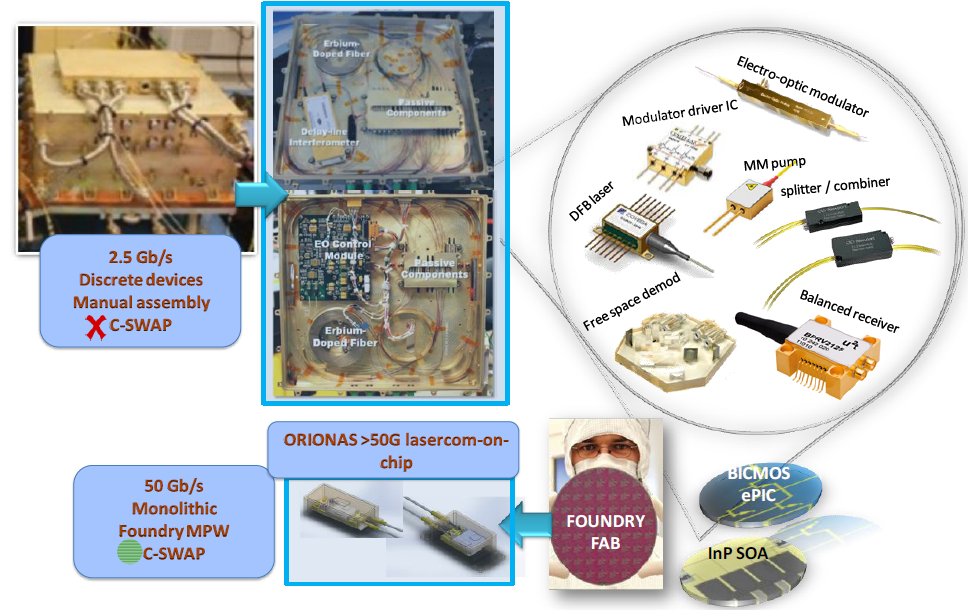 Erbium-
Doped Fiber
Passive
Components
Delay-line
Interferometer
EO Control
Module
Passive
Components
Erbium-
Doped Fiber
2.5 Gb/s
Discrete devices
Manual assembly
C-SWAP
Electro-optic modulator
Modulator driver IC
MM pump
splitter / combiner
DFB laser
Free space demod
Balanced receiver
BPRV2125
11010
u²t
ORIONAS >50G lasercom-on-
chip
50 Gb/s
Monolithic
Foundry MPW
C-SWAP
FOUNDRY
FAB
BICMOS
ePIC
InP SOA